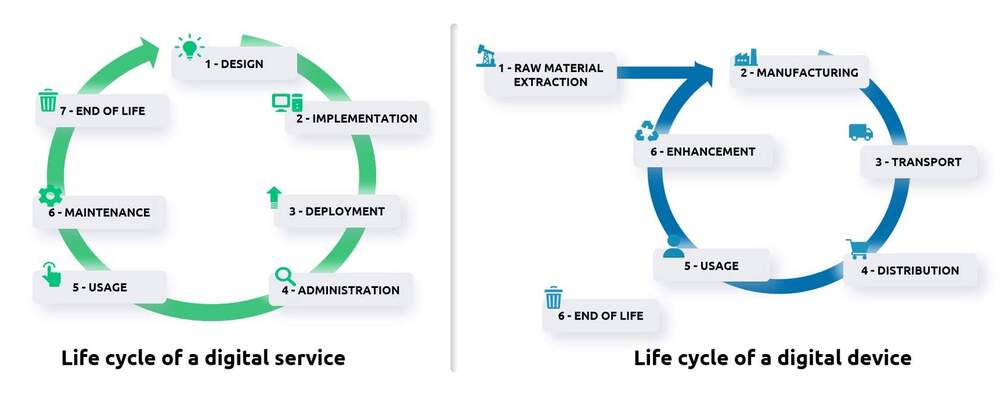 1 - DESIGN
2 - IMPLEMENTATION
3 - DEPLOYMENT
4 - ADMINISTRATION
5 - USAGE
6 - MAINTENANCE
7 - END OF LIFE
Life cycle of a digital service
1 - RAW MATERIAL
EXTRACTION
2 - MANUFACTURING
3 - TRANSPORT
4 - DISTRIBUTION
5 - USAGE
6 - ENHANCEMENT
6 - END OF LIFE
Life cycle of a digital device